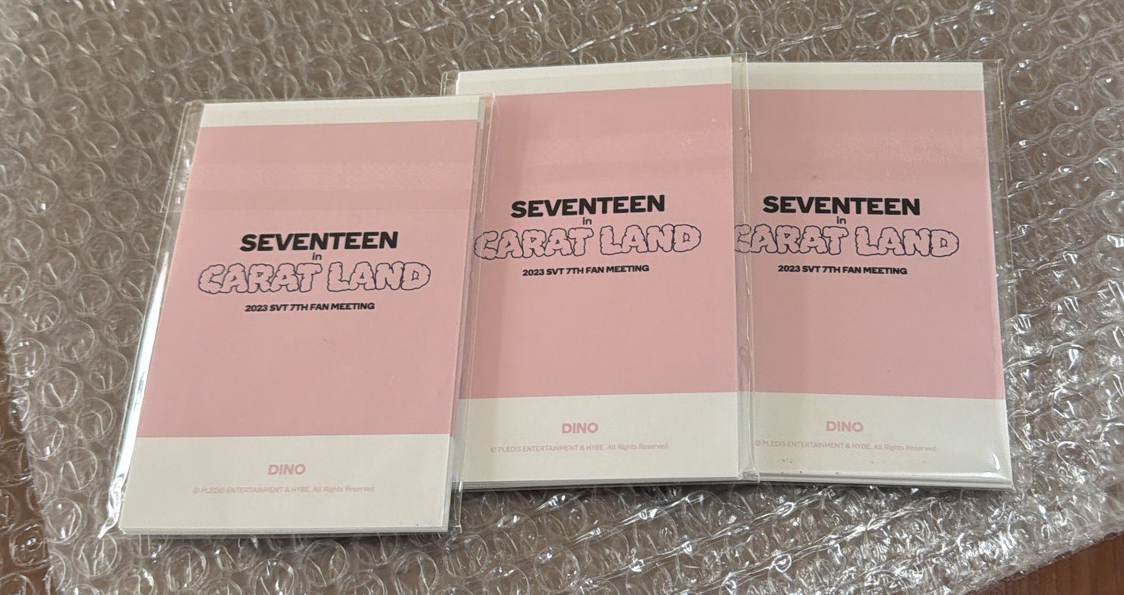 SEVENTEEN
in
CARAT LAND
2023 SVT 7TH FAN MEETING
DINO
© PLEDIS ENTERTAINMENT & HYBE. All Rights Reserved.
SEVENTEEN
in
CARAT LAND
2023 SVT 7TH FAN MEETING
DINO
© PLEDIS ENTERTAINMENT & HYBE. All Rights Reserved.
SEVENTEEN
in
CARAT LAND
2023 SVT 7TH FAN MEETING
DINO
© PLEDIS ENTERTAINMENT & HYBE. All Rights Reserved.